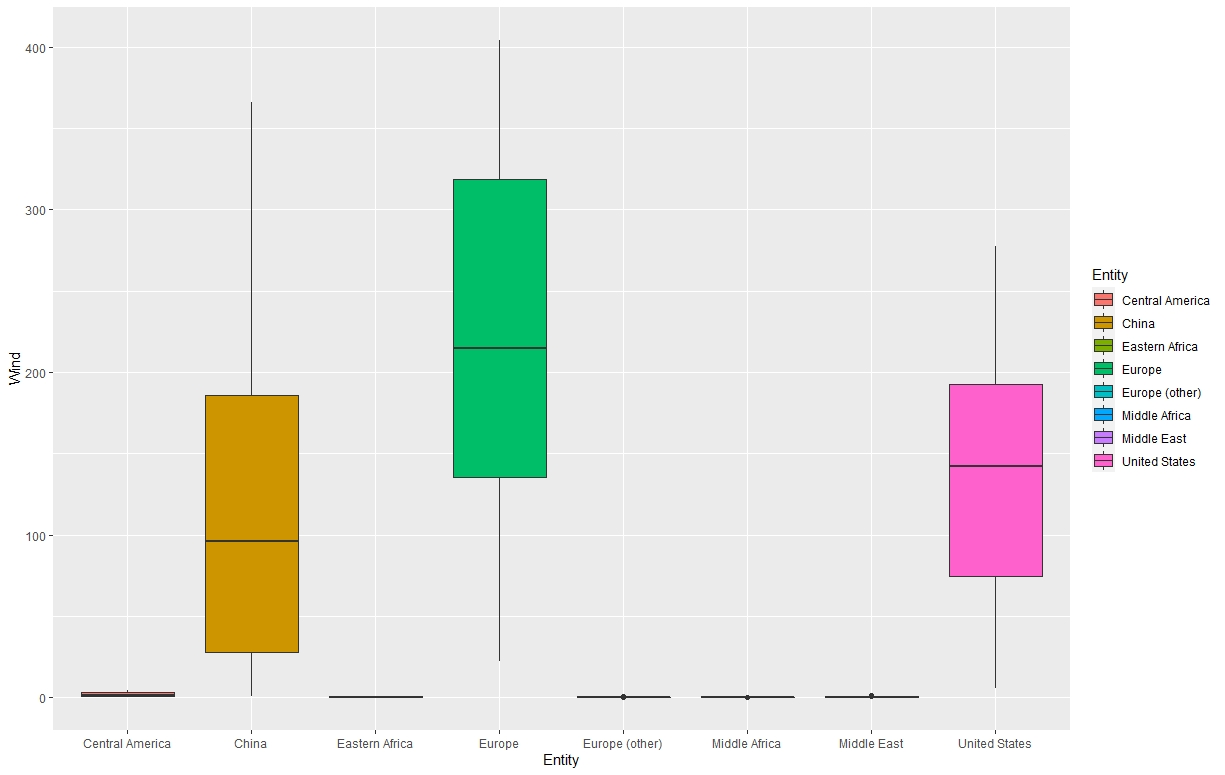 400
300
200
100
0
Wind
Central America
China
Eastern Africa
Europe
Europe (other)
Middle Africa
Middle East
United States
Entity
Entity
Central America
China
Eastern Africa
Europe
Europe (other)
Middle Africa
Middle East
United States